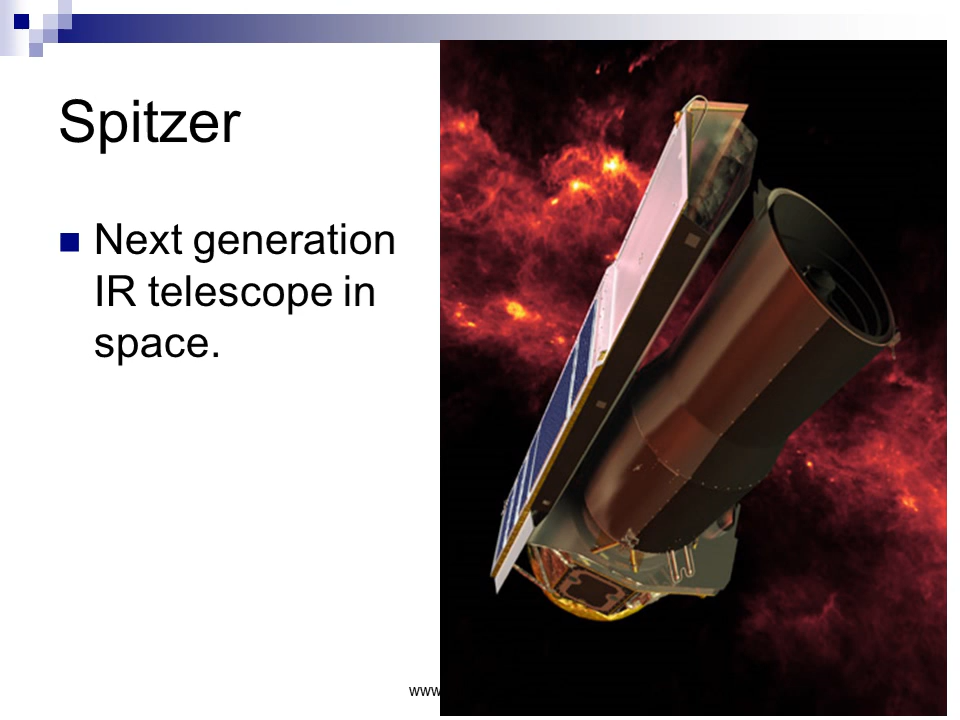 Spitzer
Next generation
IR telescope in
space.
www